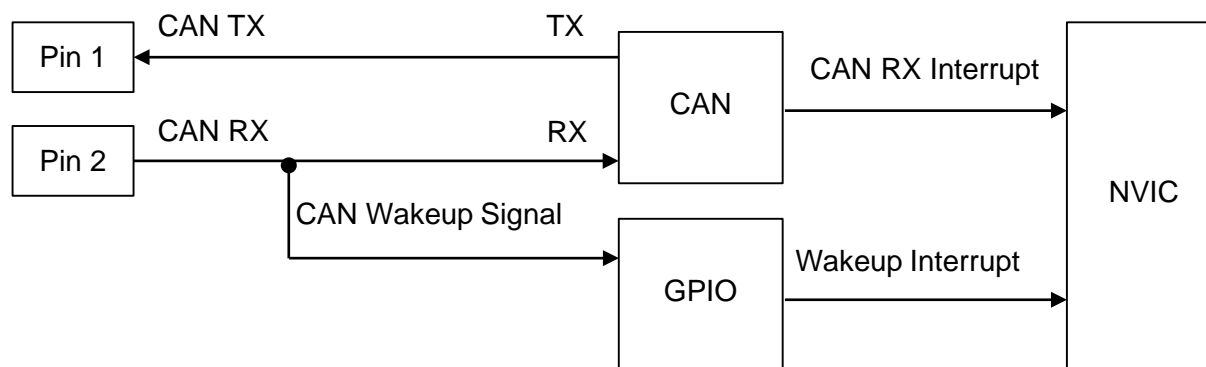 CAN TX
TX
Pin 1
CAN RX Interrupt
CAN
CAN RX
RX
Pin 2
NVIC
CAN Wakeup Signal
Wakeup Interrupt
GPIO